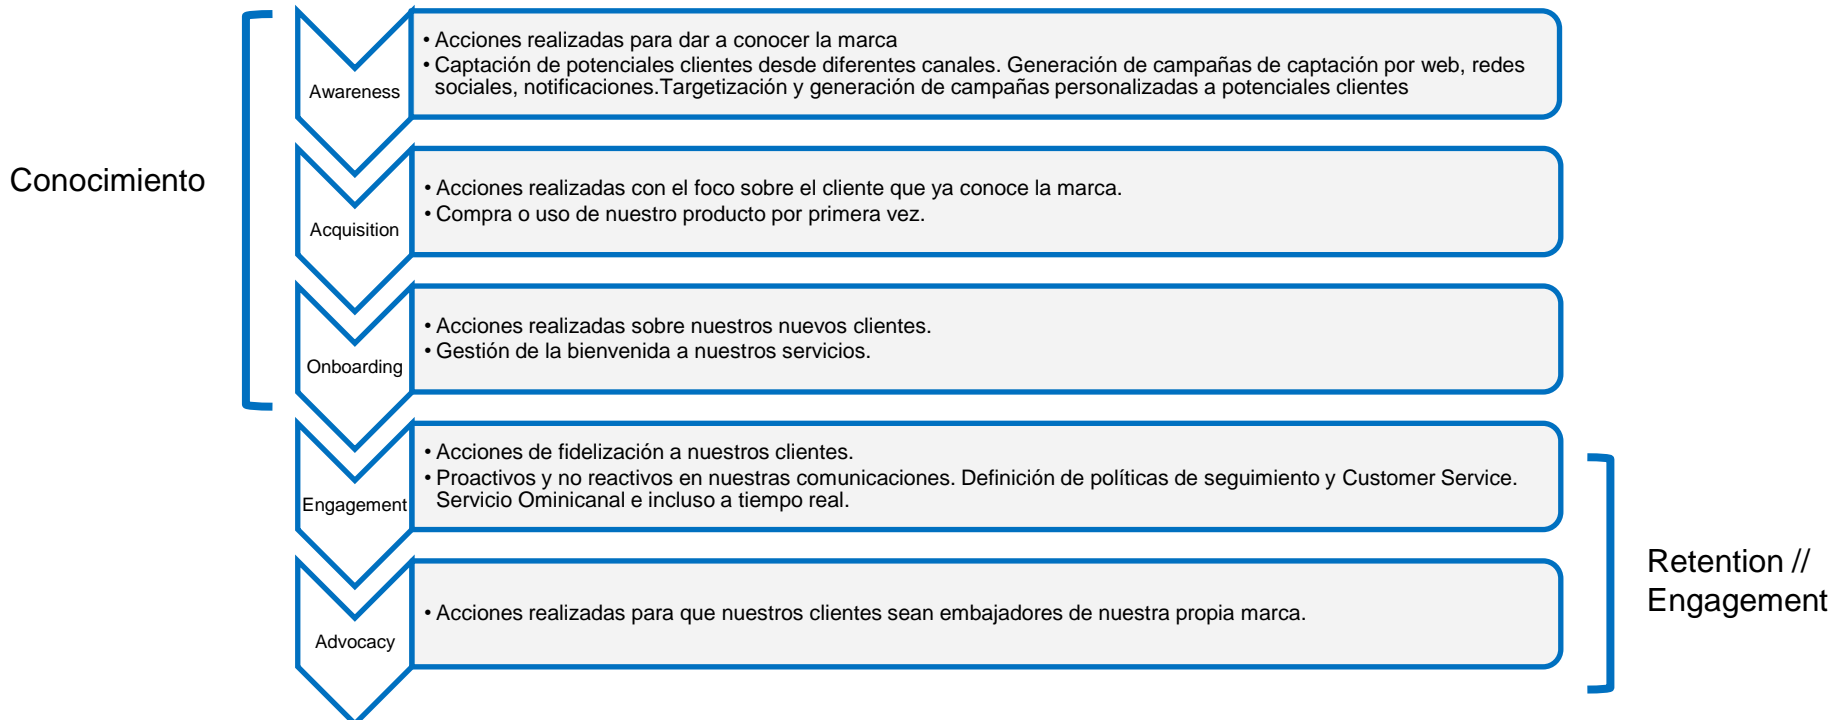 Conocimiento
Awareness
• Acciones realizadas para dar a conocer la marca
• Captación de potenciales clientes desde diferentes canales. Generación de campañas de captación por web, redes
sociales, notificaciones.Targetización y generación de campañas personalizadas a potenciales clientes
Acquisition
• Acciones realizadas con el foco sobre el cliente que ya conoce la marca.
• Compra o uso de nuestro producto por primera vez.
Onboarding
• Acciones realizadas sobre nuestros nuevos clientes.
• Gestión de la bienvenida a nuestros servicios.
Engagement
• Acciones de fidelización a nuestros clientes.
• Proactivos y no reactivos en nuestras comunicaciones. Definición de políticas de seguimiento y Customer Service.
Servicio Ominicanal e incluso a tiempo real.
Advocacy
• Acciones realizadas para que nuestros clientes sean embajadores de nuestra propia marca.
Retention //
Engagement